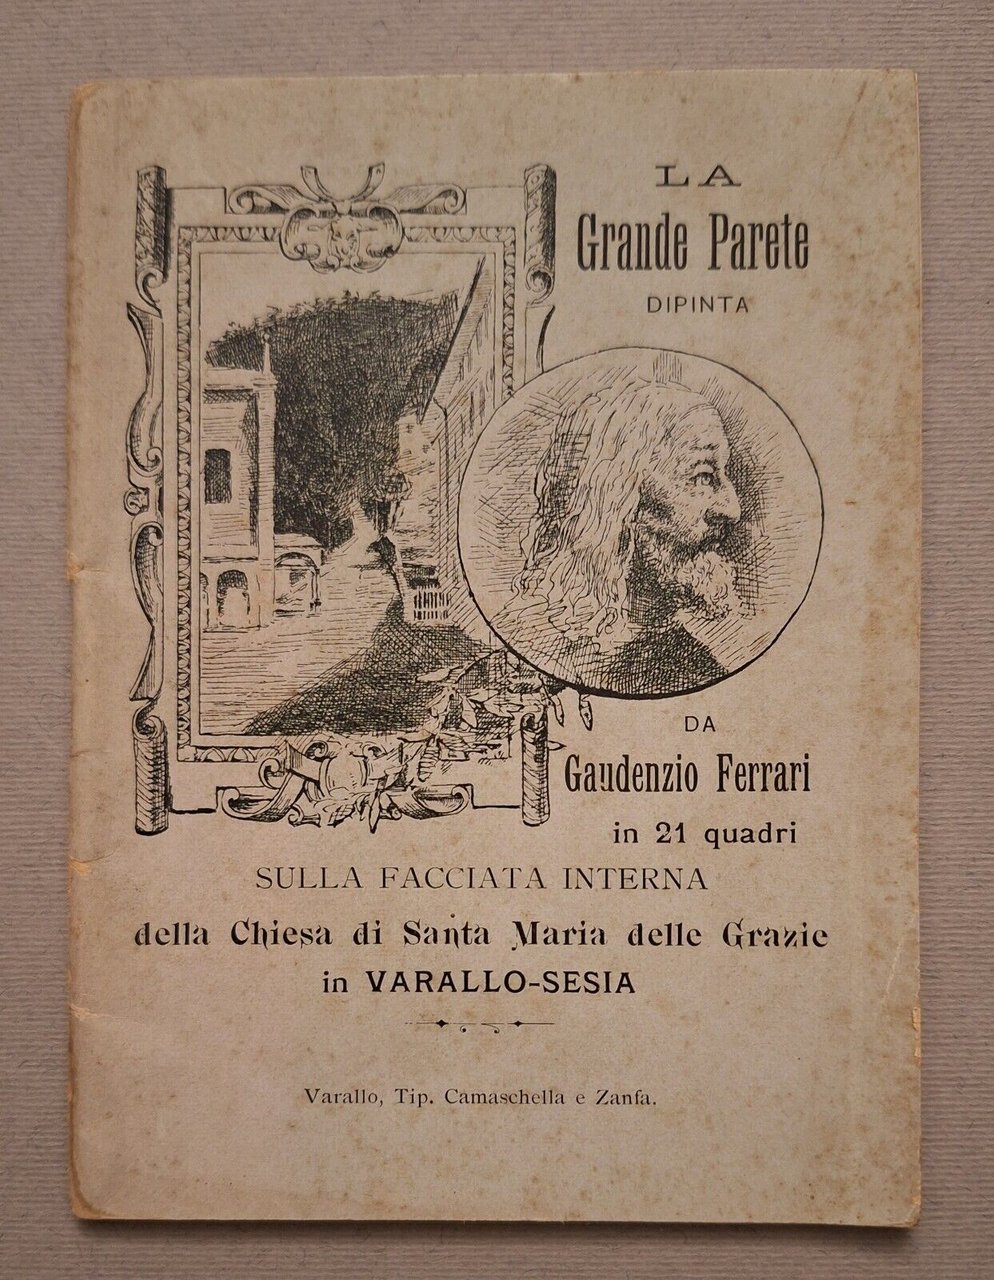 LA
Grande Parete
DIPINTA
DA
Gaudenzio Ferrari
in 21 quadri
SULLA FACCIATA INTERNA
della Chiesa di Santa Maria delle Grazie
in VARALLO-SESIA
Varallo, Tip. Camaschella e Zanfa.